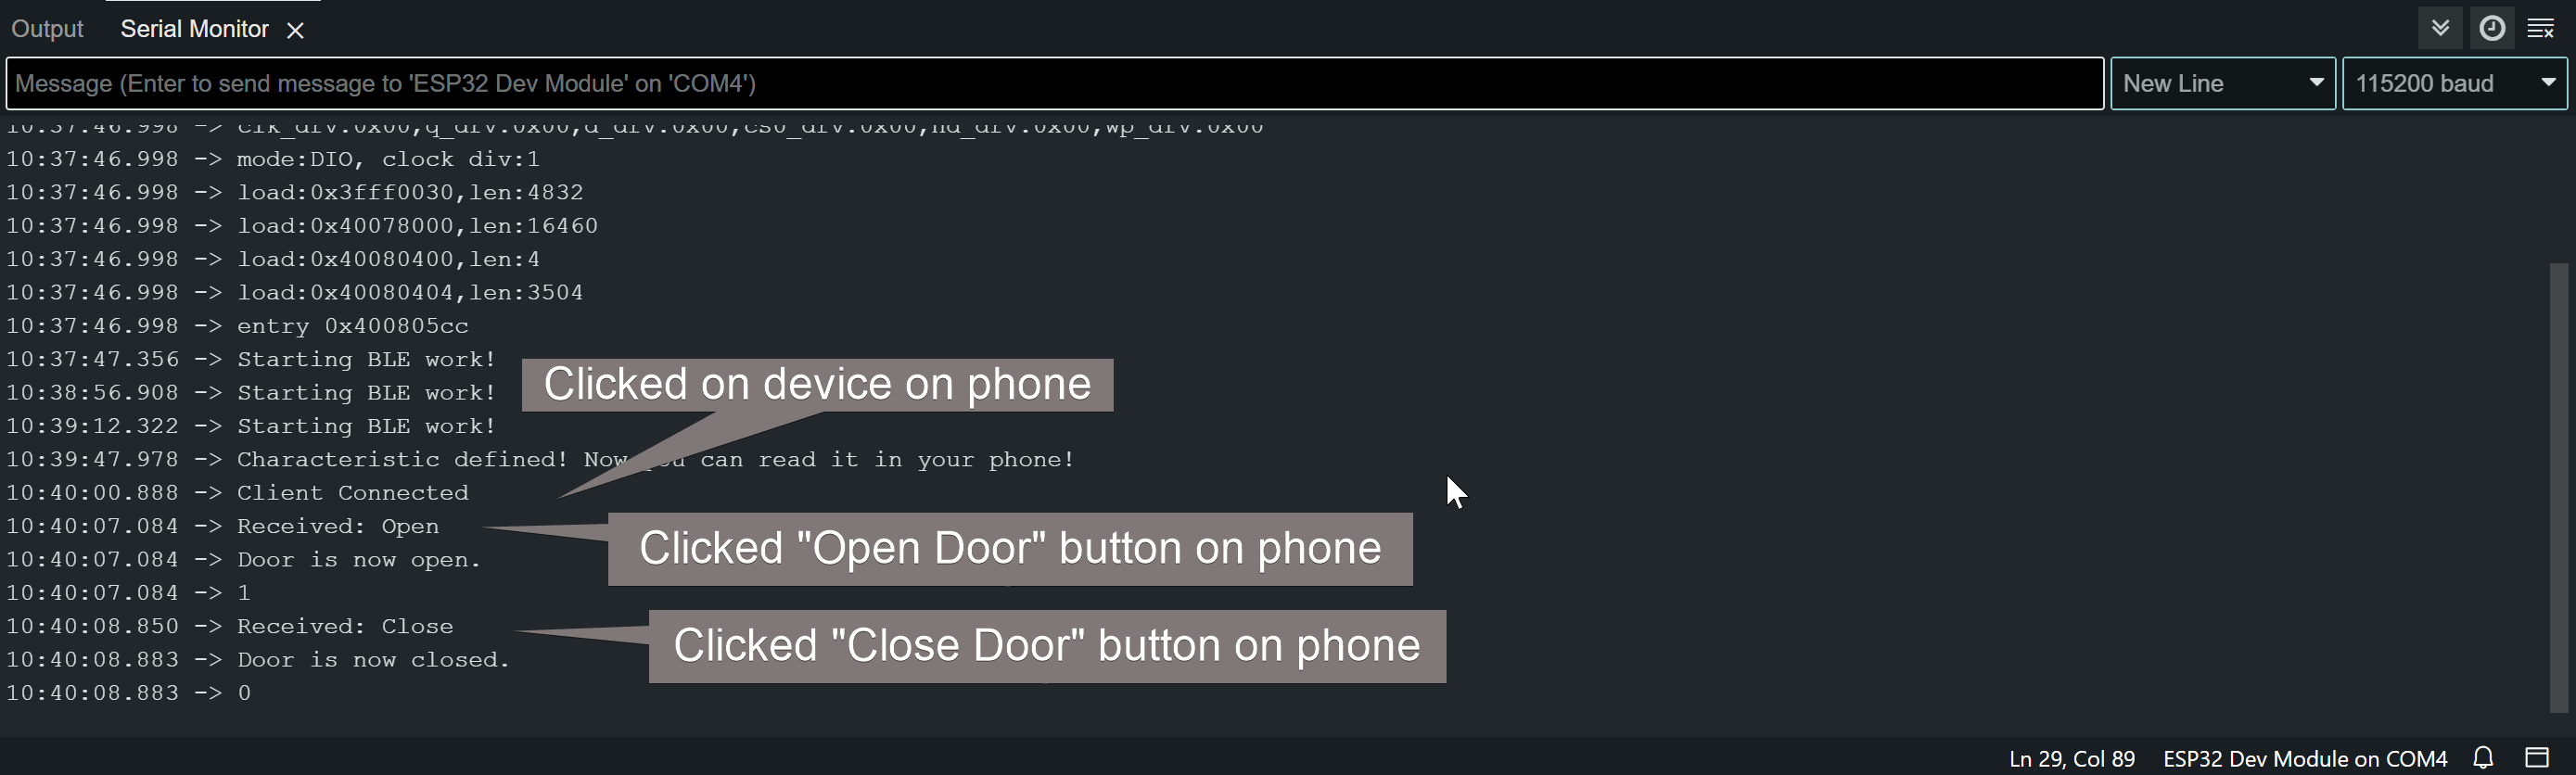 Output Serial Monitor
Message (Enter to send message to 'ESP32 Dev Module' on 'COM4') New Line 115200 baud
10:37:46.998 -> clk_drv:0x00,q_drv:0x00,d_drv:0x00,cs0_drv:0x00,hd_drv:0x00,wp_drv:0x00
10:37:46.998 -> mode:DIO, clock div:1
10:37:46.998 -> load:0x3fff0030,len:4832
10:37:46.998 -> load:0x40078000,len:16460
10:37:46.998 -> load:0x40080400,len:4
10:37:46.998 -> load:0x40080404,len:3504
10:37:46.998 -> entry 0x400805cc
10:37:47.356 -> Starting BLE work!
Clicked on device on phone
10:38:56.908 -> Starting BLE work!
10:39:12.322 -> Starting BLE work!
10:39:47.978 -> Characteristic defined! Now you can read it in your phone!
10:40:00.888 -> Client Connected
10:40:07.084 -> Received: Open
Clicked "Open Door" button on phone
10:40:07.084 -> Door is now open.
10:40:07.084 -> 1
10:40:08.850 -> Received: Close
Clicked "Close Door" button on phone
10:40:08.883 -> Door is now closed.
10:40:08.883 -> 0
Ln 29, Col 89 ESP32 Dev Module on COM4